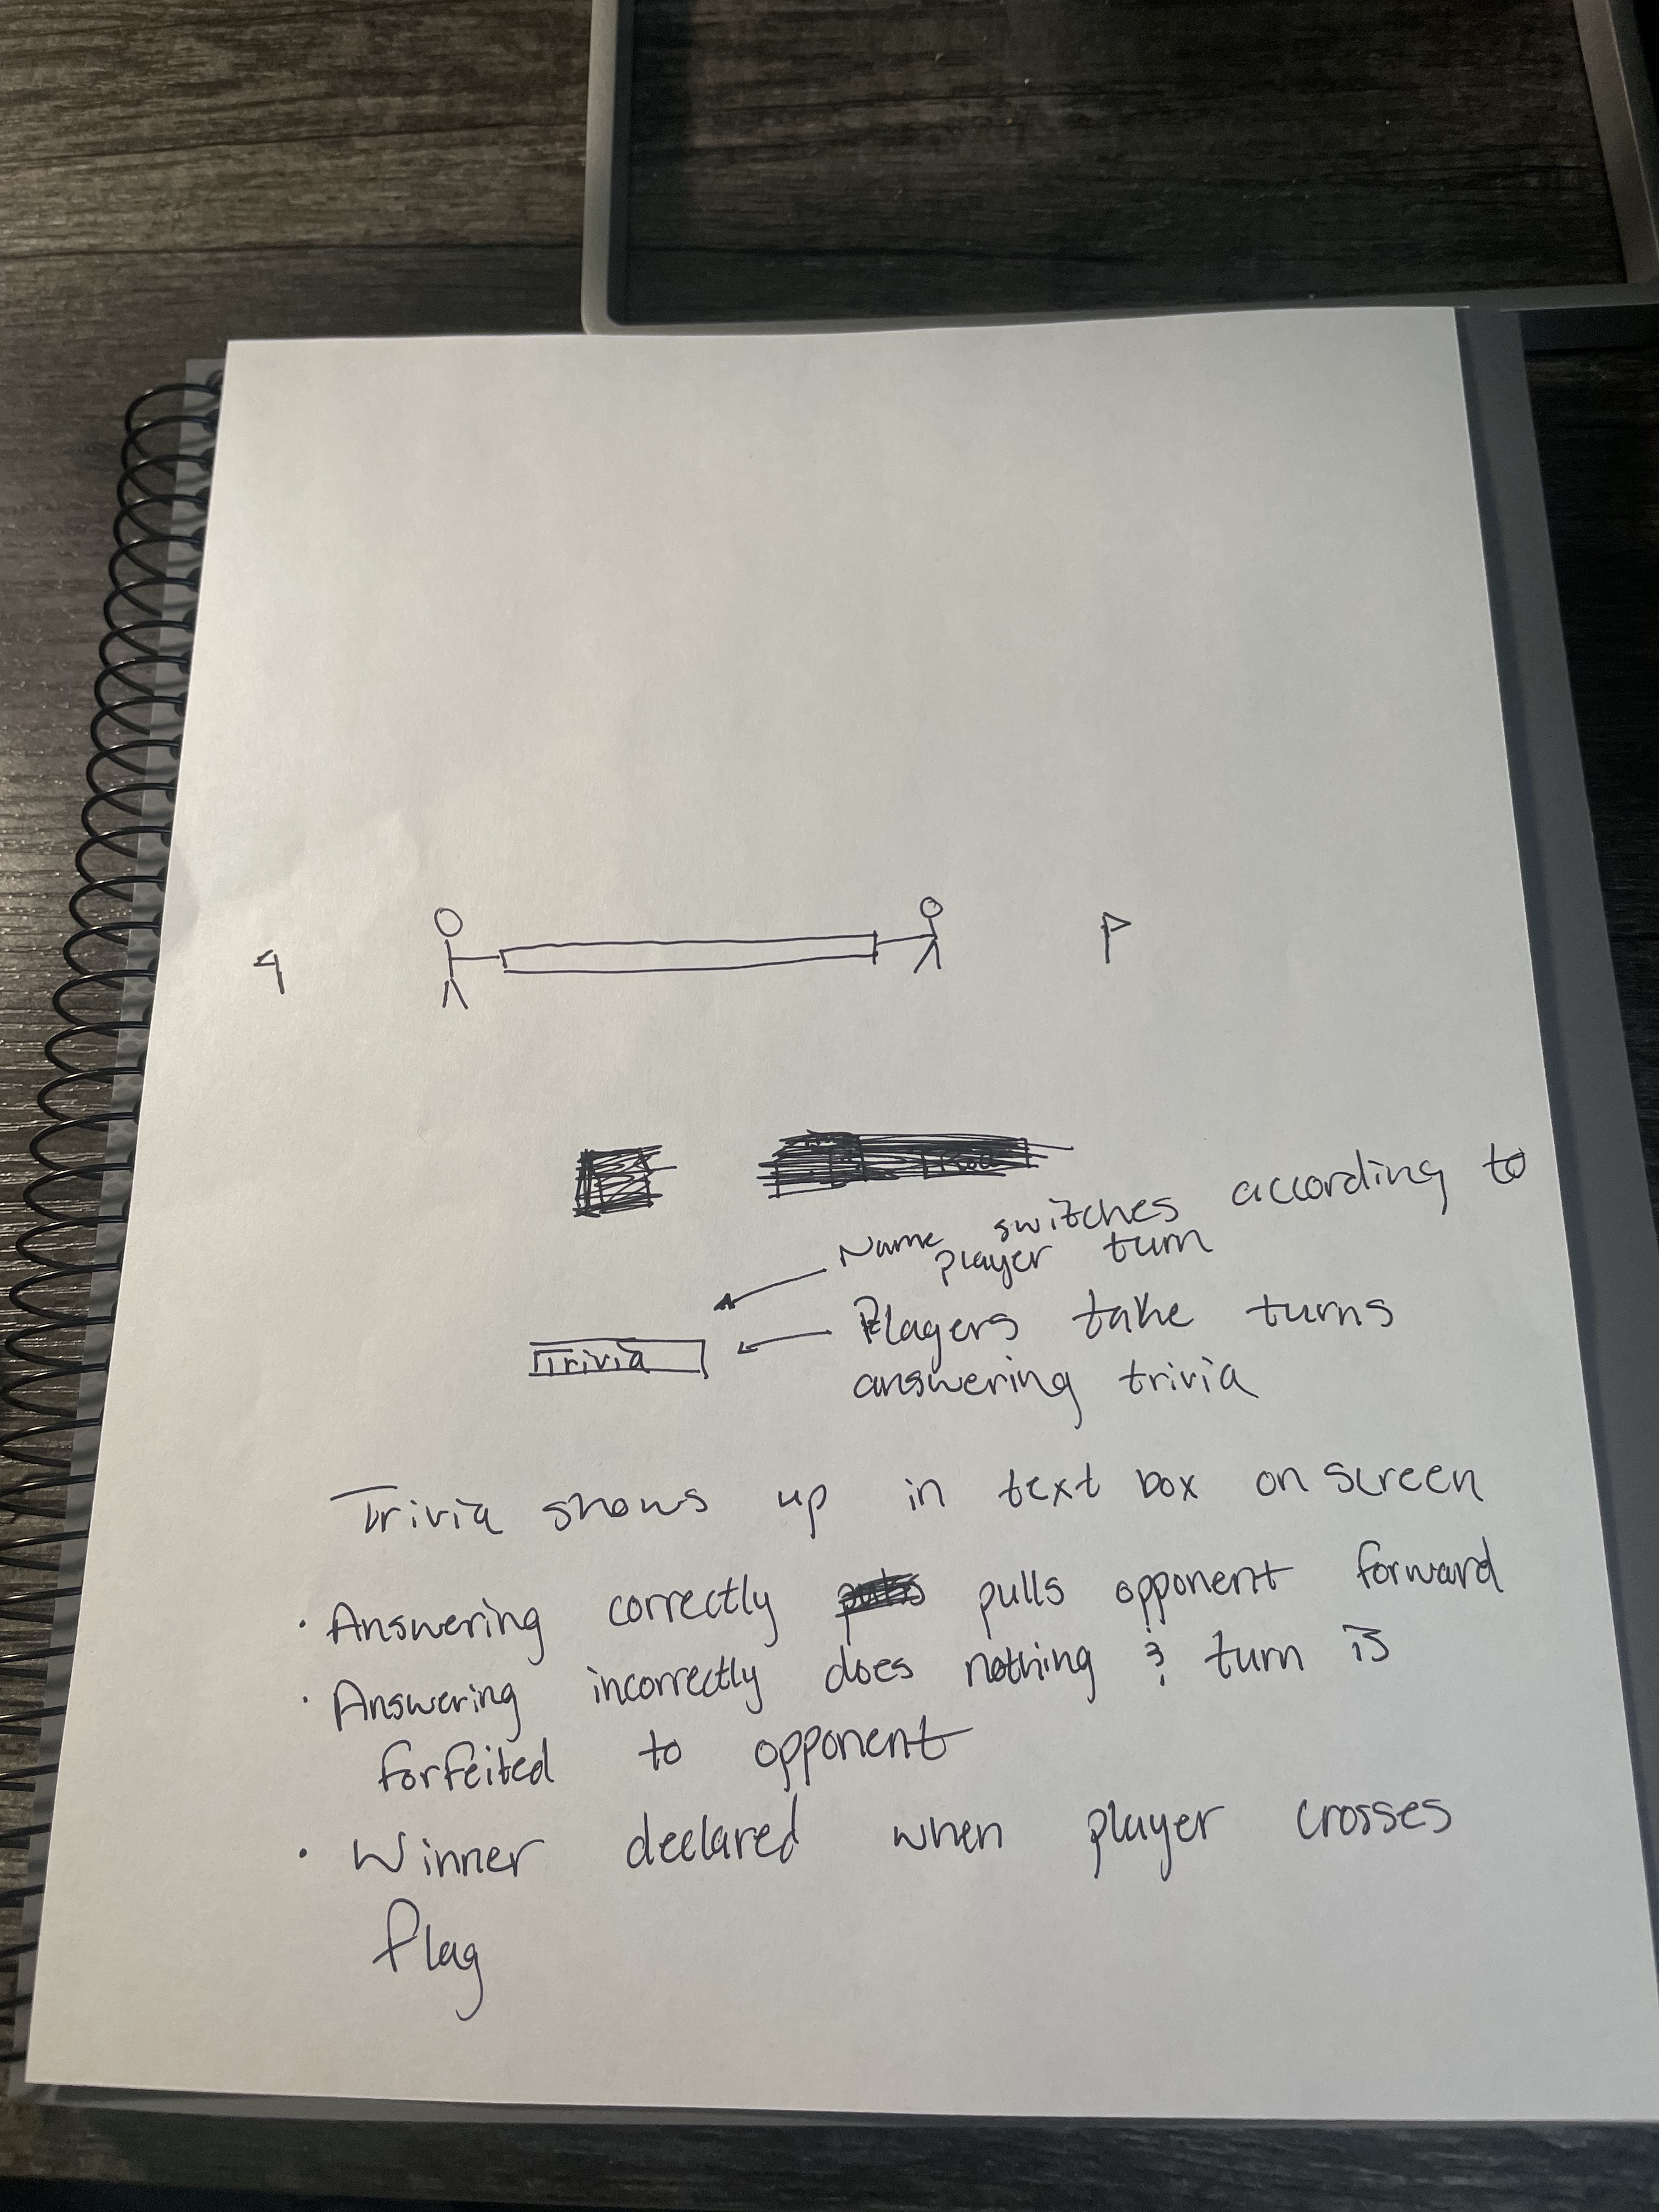 Name switches according to
player turn
Players take turns
Trivia
answering trivia
Trivia shows up in text box on screen
· Answering correctly pulls opponent forward
· Answering incorrectly does nothing & turn is
forfeited to opponent
· Winner declared when player crosses
flag